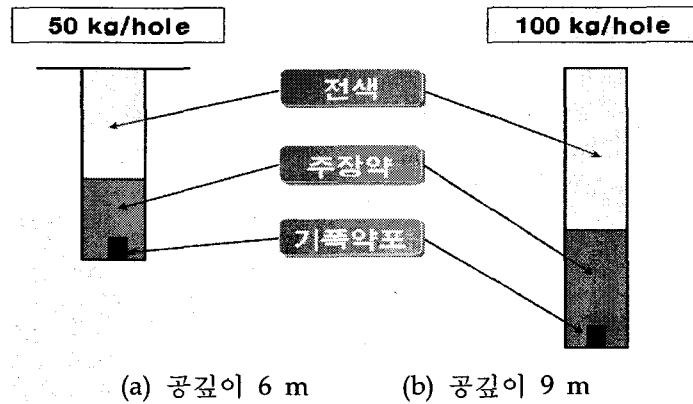 50 kg/hole
100 kg/hole
전색
주장약
기폭약포
(a) 공깊이 6 m
(b) 공깊이 9 m